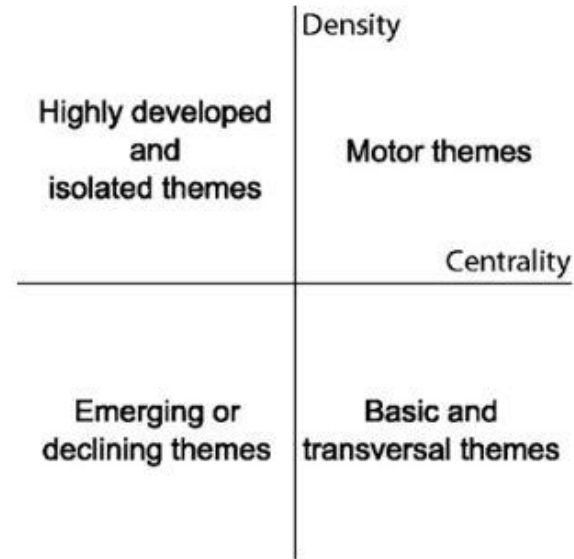 Density
Highly developed
and
isolated themes
Motor themes
Centrality
Emerging or
declining themes
Basic and
transversal themes